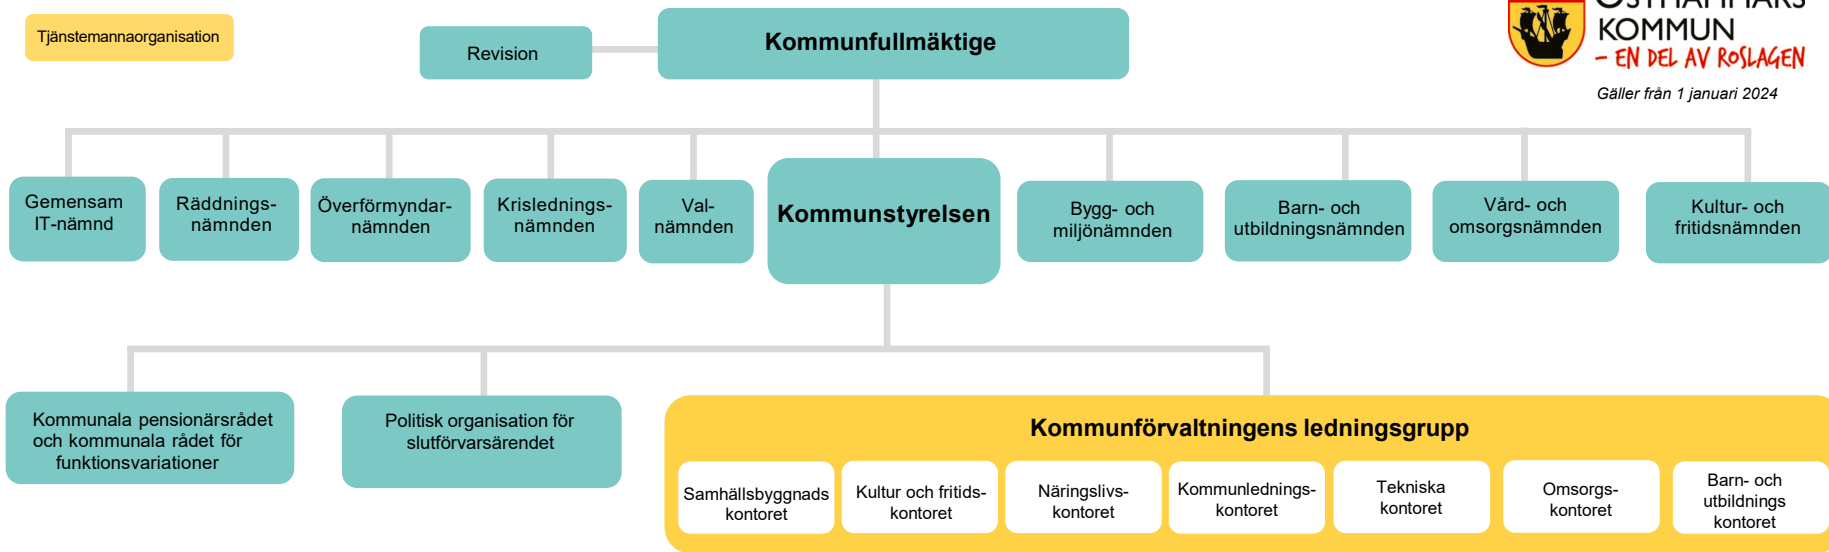 Tjänstemannaorganisation
Revision
Kommunfullmäktige
ÖSTHAMMARS
KOMMUN
– EN DEL AV ROSLAGEN
Gäller från 1 januari 2024
Gemensam
IT-nämnd
Räddnings-
nämnden
Överförmyndar-
nämnden
Krislednings-
nämnden
Val-
nämnden
Kommunstyrelsen
Bygg- och
miljönämnden
Barn- och
utbildningsnämnden
Vård- och
omsorgsnämnden
Kultur- och
fritidsnämnden
Kommunala pensionärsrådet
och kommunala rådet för
funktionsvariationer
Politisk organisation för
slutförvarsärendet
Kommunförvaltningens ledningsgrupp
Samhällsbyggnads
kontoret
Kultur och fritids-
kontoret
Näringslivs-
kontoret
Kommunlednings-
kontoret
Tekniska
kontoret
Omsorgs-
kontoret
Barn- och
utbildnings
kontoret